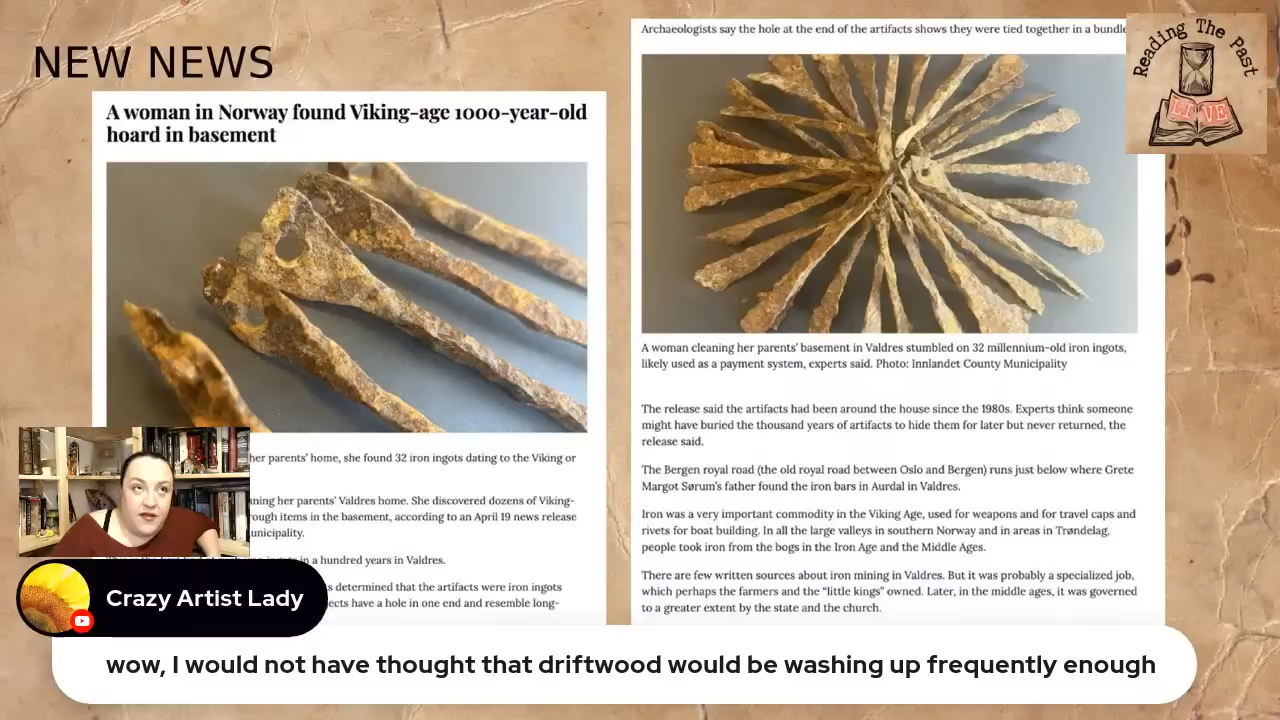 NEW NEWS
A woman in Norway found Viking-age 1000-year-old
hoard in basement
her parents' home, she found 32 iron ingots dating to the Viking or
ning her parents' Valdres home. She discovered dozens of Viking-
rough items in the basement, according to an April 19 news release
unicipality.
in a hundred years in Valdres.
s determined that the artifacts were iron ingots
ects have a hole in one end and resemble long-
Archaeologists say the hole at the end of the artifacts shows they were tied together in a bundle
A woman cleaning her parents' basement in Valdres stumbled on 32 millennium-old iron ingots,
likely used as a payment system, experts said. Photo: Innlandet County Municipality
The release said the artifacts had been around the house since the 1980s. Experts think someone
might have buried the thousand years of artifacts to hide them for later but never returned, the
release said.
The Bergen royal road (the old royal road between Oslo and Bergen) runs just below where Grete
Margot Sørum's father found the iron bars in Aurdal in Valdres.
Iron was a very important commodity in the Viking Age, used for weapons and for travel caps and
rivets for boat building. In all the large valleys in southern Norway and in areas in Trøndelag,
people took iron from the bogs in the Iron Age and the Middle Ages.
There are few written sources about iron mining in Valdres. But it was probably a specialized job,
which perhaps the farmers and the "little kings" owned. Later, in the middle ages, it was governed
to a greater extent by the state and the church.
Reading The Past
LIVE
Crazy Artist Lady
wow, I would not have thought that driftwood would be washing up frequently enough